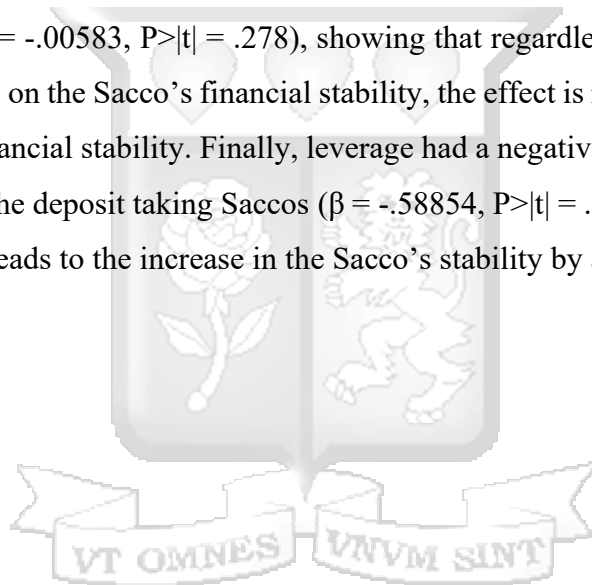 = -.00583, P>|t| = .278), showing that regardle
on the Sacco’s financial stability, the effect is
ancial stability. Finally, leverage had a negativ
he deposit taking Saccos (β = -.58854, P>|t| = .
eads to the increase in the Sacco’s stability by
VT OMNES VNVM SINT